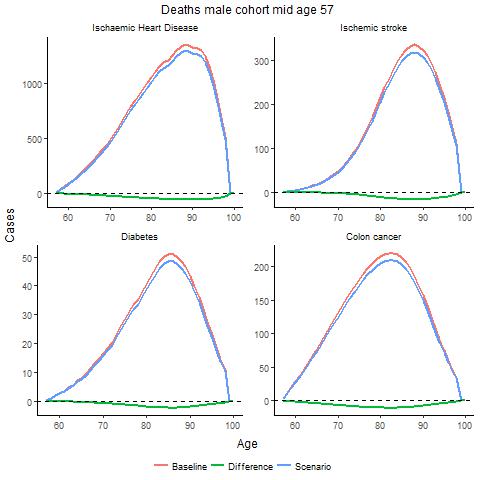 Deaths male cohort mid age 57
Ischaemic Heart Disease
Ischemic stroke
1000
500
0
60 70 80 90 100
300
200
100
0
60 70 80 90 100
Cases
Diabetes
Colon cancer
50
40
30
20
10
0
60 70 80 90 100
200
150
100
50
0
60 70 80 90 100
Age
Baseline Difference Scenario